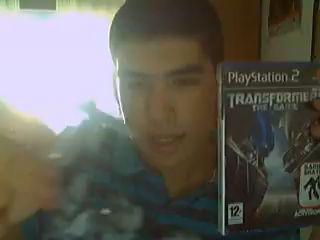 PlayStation 2
TRANSFORMERS
THE GAME
12+
ACTIVISION